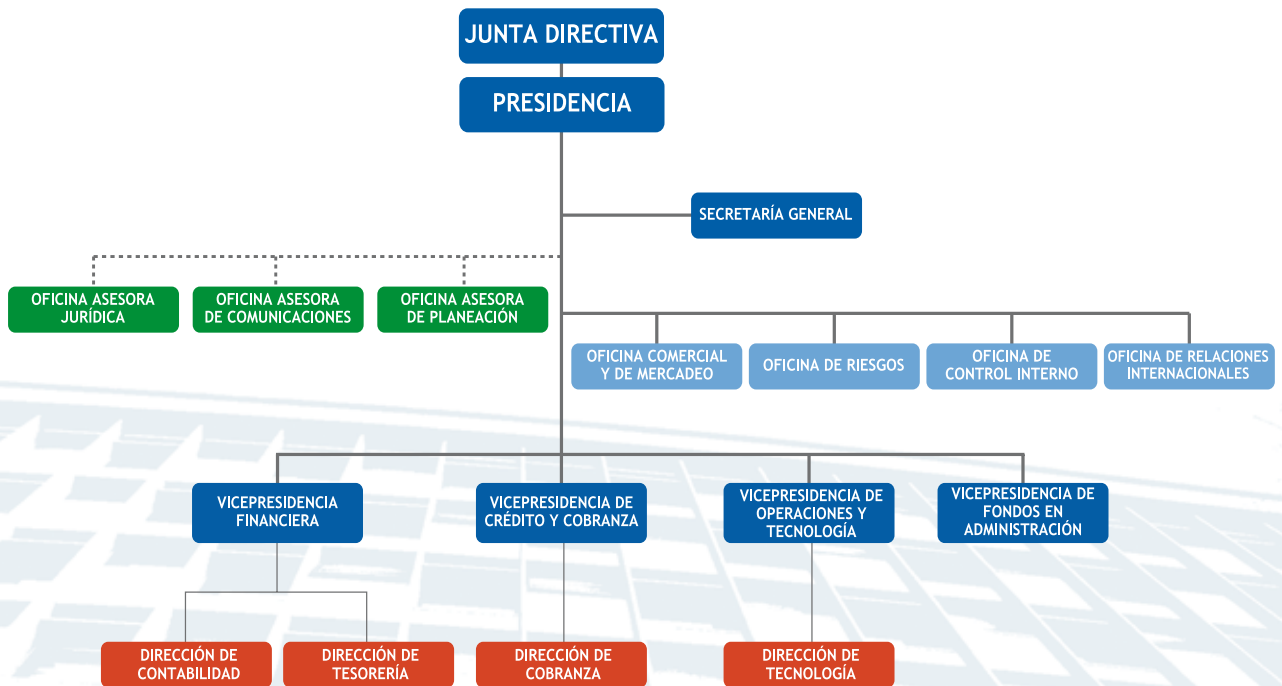 JUNTA DIRECTIVA
PRESIDENCIA
SECRETARÍA GENERAL
OFICINA ASESORA
JURÍDICA
OFICINA ASESORA
DE COMUNICACIONES
OFICINA ASESORA
DE PLANEACIÓN
OFICINA COMERCIAL
Y DE MERCADEO
OFICINA DE RIESGOS
OFICINA DE
CONTROL INTERNO
OFICINA DE RELACIONES
INTERNACIONALES
VICEPRESIDENCIA
FINANCIERA
VICEPRESIDENCIA DE
CRÉDITO Y COBRANZA
VICEPRESIDENCIA DE
OPERACIONES Y
TECNOLOGÍA
VICEPRESIDENCIA DE
FONDOS EN
ADMINISTRACIÓN
DIRECCIÓN DE
CONTABILIDAD
DIRECCIÓN DE
TESORERÍA
DIRECCIÓN DE
COBRANZA
DIRECCIÓN DE
TECNOLOGÍA